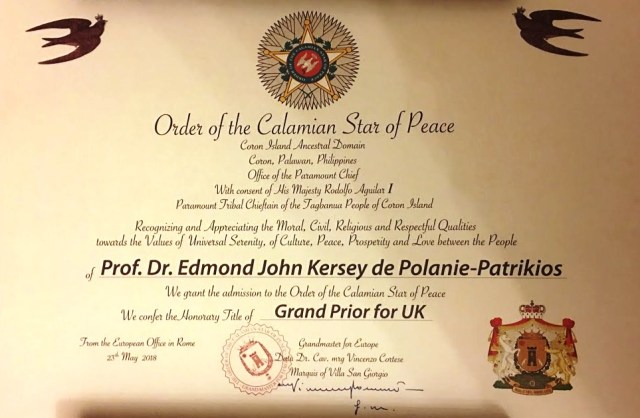 Order of the Calamian Star of Peace
Coron Island Ancestral Domain
Coron, Palawan, Philippines
Office of the Paramount Chief
With consent of His Majesty Rodolfo Aguilar I
Paramount Tribal Chieftain of the Tagbanua People of Coron Island
Recognizing and Appreciating the Moral, Civil, Religious and Respectful Qualities
towards the Values of Universal Serenity, of Culture, Peace, Prosperity and Love between the People
of Prof. Dr. Edmond John Kersey de Polanie-Patrikios
We grant the admission to the Order of the Calamian Star of Peace
We confer the Honorary Title of Grand Prior for UK
From the European Office in Rome
May 2018
Grandmaster for Europe
Dr. Cav. mrg Vincenzo Cortese
Marquis of Villa San Giorgio